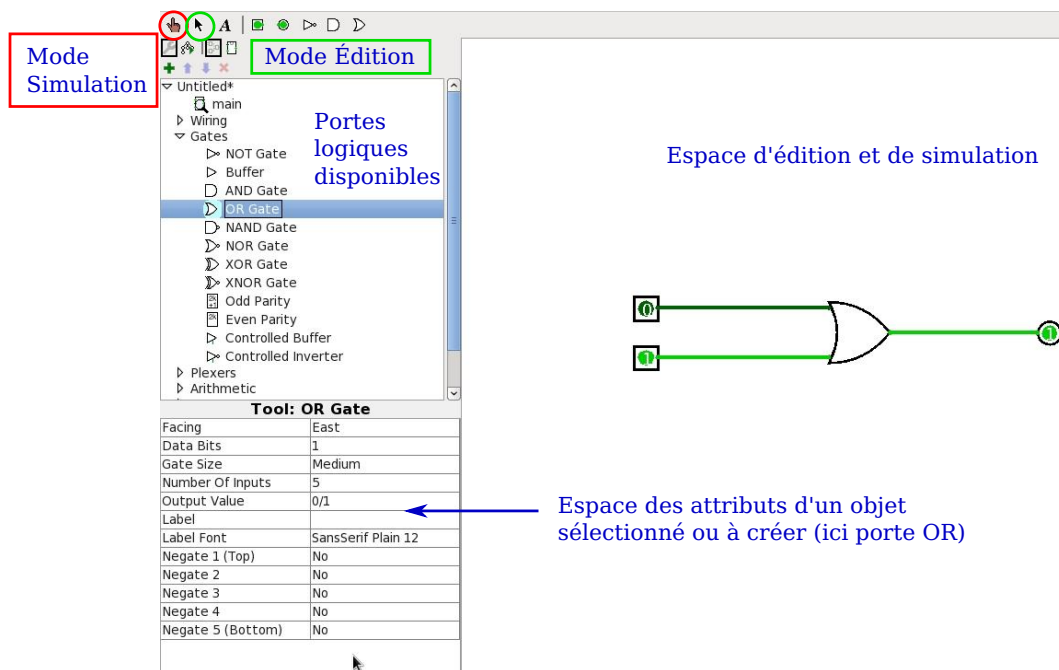 A
Mode
Simulation
Mode Édition
Untitled*
main
Wiring
Gates
NOT Gate
Buffer
AND Gate
OR Gate
NAND Gate
NOR Gate
XOR Gate
XNOR Gate
Odd Parity
Even Parity
Controlled Buffer
Controlled Inverter
Plexers
Arithmetic
Portes
logiques
disponibles
Espace d'édition et de simulation
0
1
1
Tool: OR Gate
Facing East
Data Bits 1
Gate Size Medium
Number Of Inputs 5
Output Value 0/1
Label
Label Font SansSerif Plain 12
Negate 1 (Top) No
Negate 2 No
Negate 3 No
Negate 4 No
Negate 5 (Bottom) No
Espace des attributs d'un objet
sélectionné ou à créer (ici porte OR)